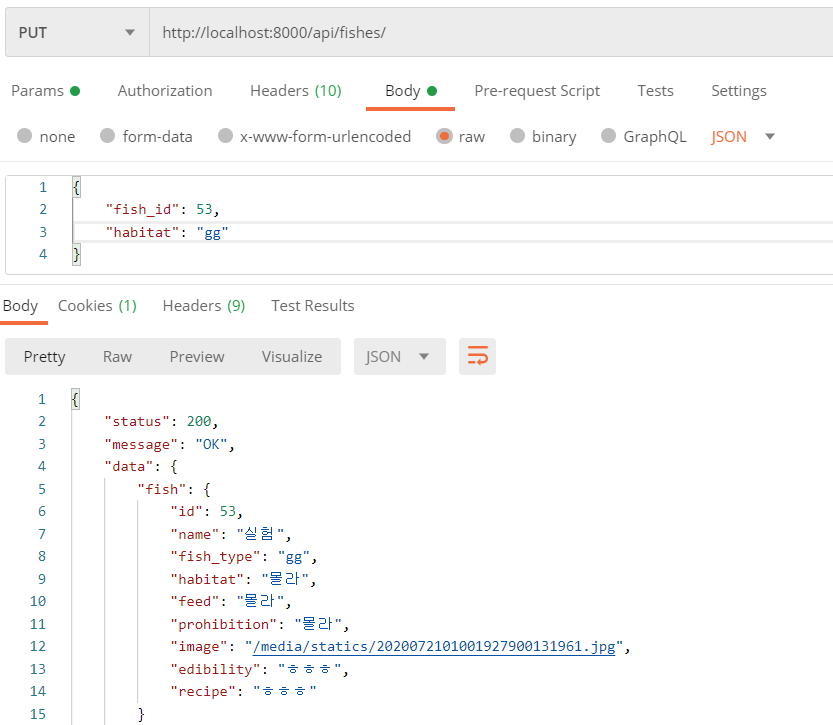 PUT http://localhost:8000/api/fishes/
Params Authorization Headers (10) Body Pre-request Script Tests Settings
none form-data x-www-form-urlencoded raw binary GraphQL JSON
1 {
2 "fish_id": 53,
3 "habitat": "gg"
4 }
Body Cookies (1) Headers (9) Test Results
Pretty Raw Preview Visualize JSON
1 {
2 "status": 200,
3 "message": "OK",
4 "data": {
5 "fish": {
6 "id": 53,
7 "name": "실험",
8 "fish_type": "gg",
9 "habitat": "몰라",
10 "feed": "몰라",
11 "prohibition": "몰라",
12 "image": "/media/statics/2020072101001927900131961.jpg",
13 "edibility": "ㅎㅎㅎ",
14 "recipe": "ㅎㅎㅎ"
15 }